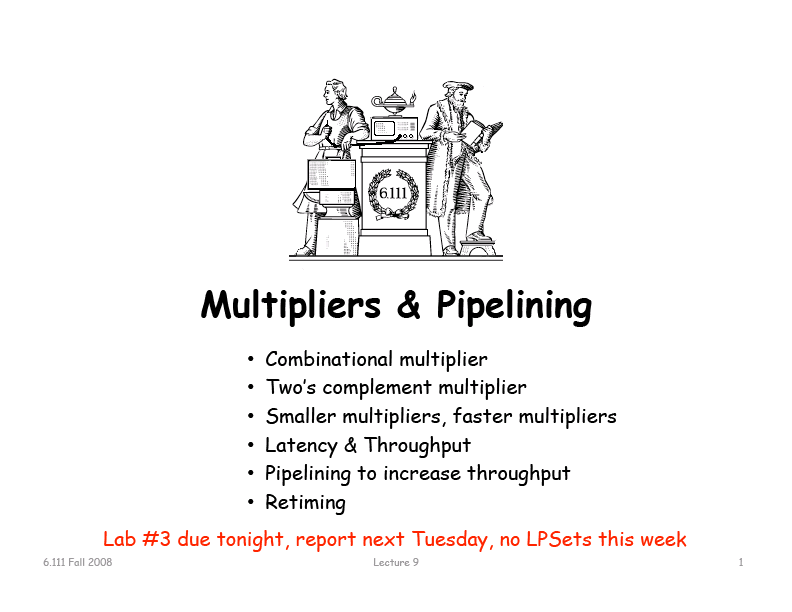 6.111
Multipliers & Pipelining
• Combinational multiplier
• Two's complement multiplier
• Smaller multipliers, faster multipliers
• Latency & Throughput
• Pipelining to increase throughput
• Retiming
Lab #3 due tonight, report next Tuesday, no LPSets this week
6.111 Fall 2008
Lecture 9
1